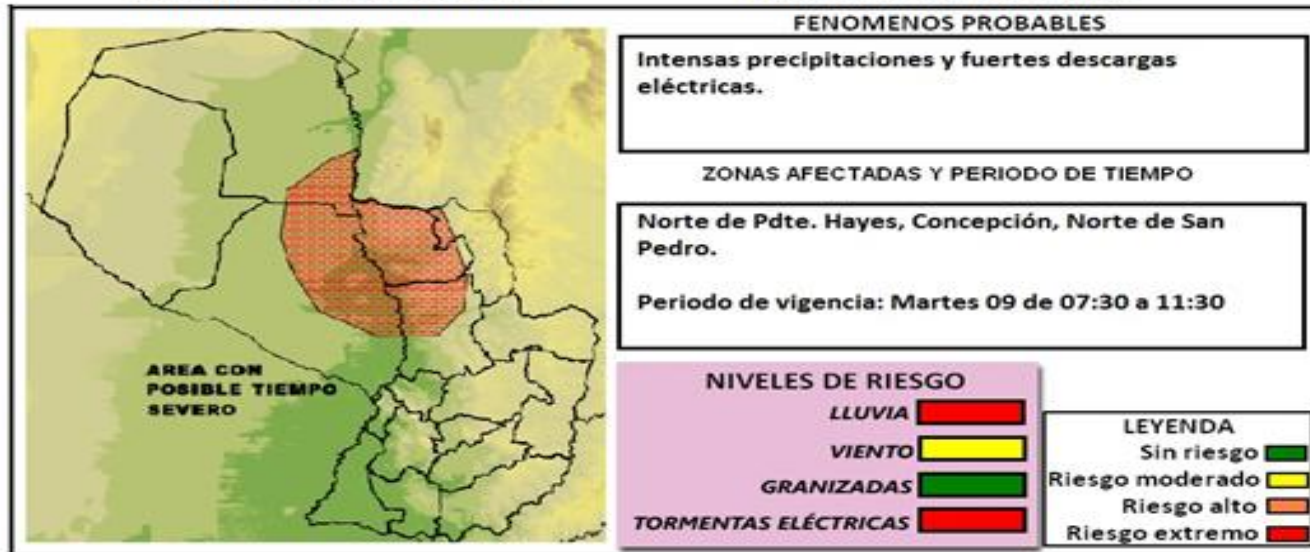 FENOMENOS PROBABLES
Intensas precipitaciones y fuertes descargas
eléctricas.
ZONAS AFECTADAS Y PERIODO DE TIEMPO
Norte de Pdte. Hayes, Concepción, Norte de San
Pedro.
Periodo de vigencia: Martes 09 de 07:30 a 11:30
AREA CON
POSIBLE TIEMPO
SEVERO
NIVELES DE RIESGO
LLUVIA
VIENTO
GRANIZADAS
TORMENTAS ELÉCTRICAS
LEYENDA
Sin riesgo
Riesgo moderado
Riesgo alto
Riesgo extremo